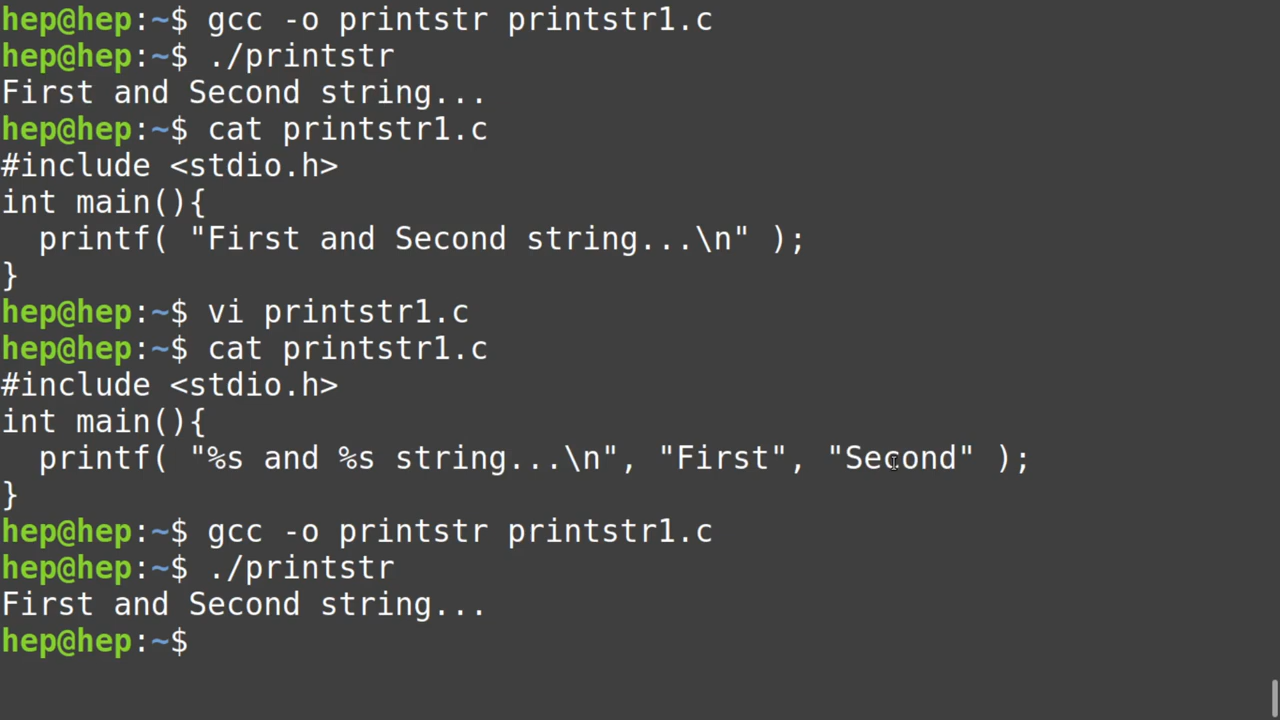 hep@hep:~$ gcc -o printstr printstr1.c
hep@hep:~$ ./printstr
First and Second string...
hep@hep:~$ cat printstr1.c
#include <stdio.h>
int main(){
  printf( "First and Second string...\n" );
}
hep@hep:~$ vi printstr1.c
hep@hep:~$ cat printstr1.c
#include <stdio.h>
int main(){
  printf( "%s and %s string...\n", "First", "Second" );
}
hep@hep:~$ gcc -o printstr printstr1.c
hep@hep:~$ ./printstr
First and Second string...
hep@hep:~$